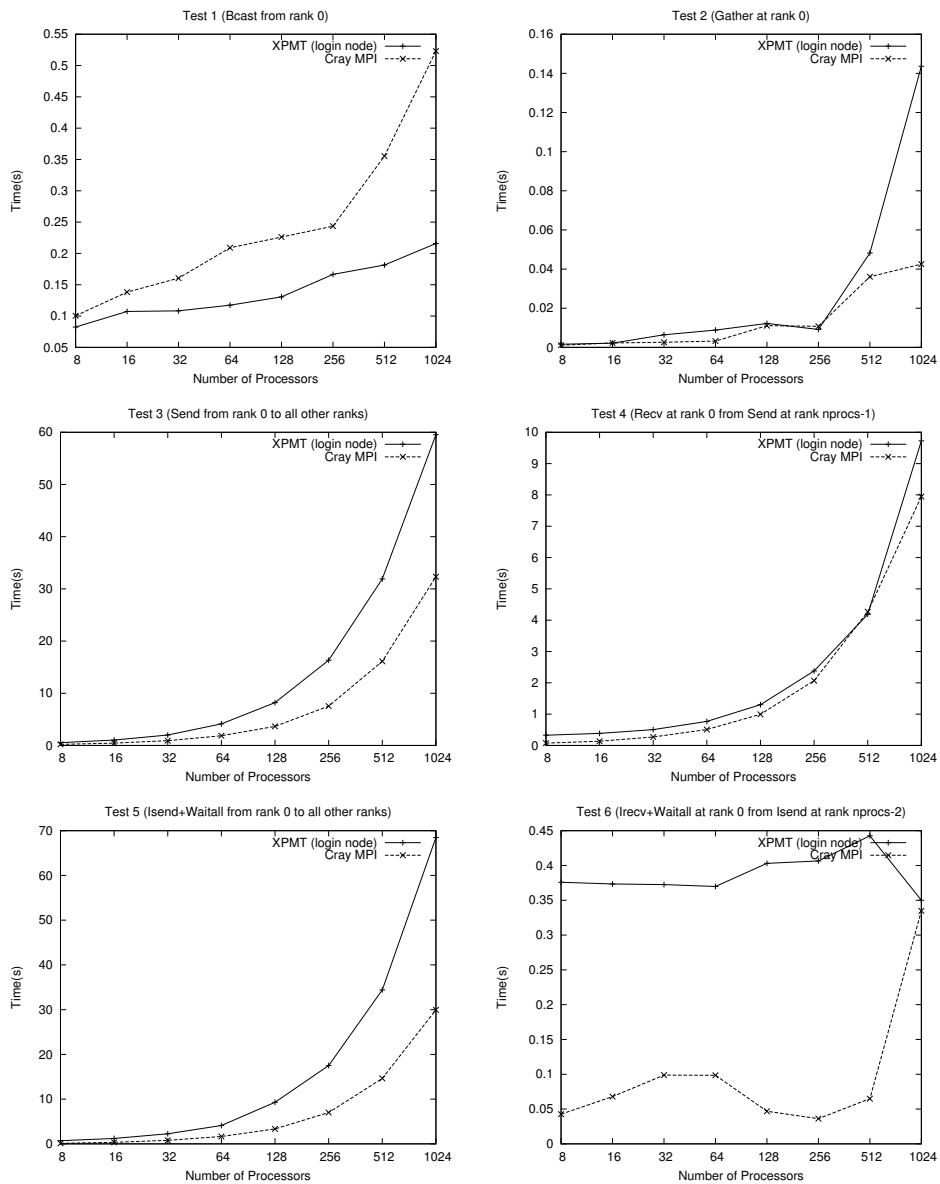 Test 1 (Bcast from rank 0)
0.55
0.5
0.45
0.4
0.35
0.3
0.25
0.2
0.15
0.1
0.05
Time(s)
XPMT (login node)
Cray MPI
8 16 32 64 128 256 512 1024
Number of Processors
Test 2 (Gather at rank 0)
0.16
0.14
0.12
0.1
0.08
0.06
0.04
0.02
0
Time(s)
XPMT (login node)
Cray MPI
8 16 32 64 128 256 512 1024
Number of Processors
Test 3 (Send from rank 0 to all other ranks)
60
50
40
30
20
10
0
Time(s)
XPMT (login node)
Cray MPI
8 16 32 64 128 256 512 1024
Number of Processors
Test 4 (Recv at rank 0 from Send at rank nprocs-1)
10
9
8
7
6
5
4
3
2
1
0
Time(s)
XPMT (login node)
Cray MPI
8 16 32 64 128 256 512 1024
Number of Processors
Test 5 (Isend+Waitall from rank 0 to all other ranks)
70
60
50
40
30
20
10
0
Time(s)
XPMT (login node)
Cray MPI
8 16 32 64 128 256 512 1024
Number of Processors
Test 6 (Irecv+Waitall at rank 0 from Isend at rank nprocs-2)
0.45
0.4
0.35
0.3
0.25
0.2
0.15
0.1
0.05
0
Time(s)
XPMT (login node)
Cray MPI
8 16 32 64 128 256 512 1024
Number of Processors